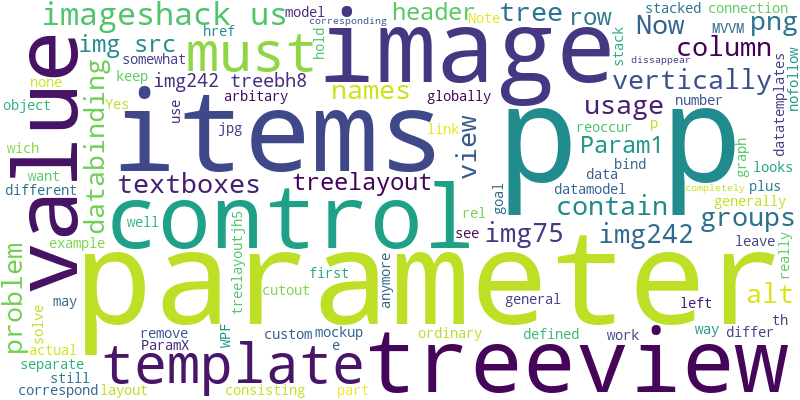 imageshack us
header
model
corresponding
stacked
connection
Now
tree
row
png
Note
MVVM
img src
must
image
href
somewhat
hold
stack
column
keep
img242
treebh8
names
vertically
dissappear
nofollow
none
Yes
arbitary
globally
usage
number
datatemplates
object
value
databinding
items
use
jpg
link
view
reoccur
p
Param1
graph
p p
wich
want
different
textboxes
treelayout
bind
data
datamodel
looks
plus
completely
generally
control
well
rel
goal
contain
groups
example
treelayoutjh5
see
img75
img242
leave
really
problem
parameter
first
cutout
anymore
general
left
alt
may
solve
actual
separate
still
correspond
template
remove
ParamX
WPF
custom
mockup
e
ordinary
defined
work
way
differ
th
layout
consisting
part
treeview